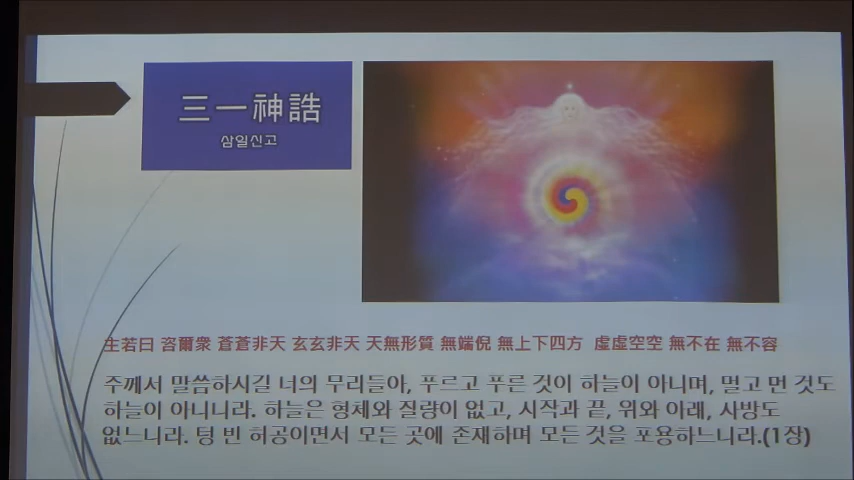 三一神誥
삼일신고
主若曰 咨爾衆 蒼蒼非天 玄玄非天 天無形質 無端倪 無上下四方 虛虛空空 無不在 無不容
주께서 말씀하시길 너의 무리들아, 푸르고 푸른 것이 하늘이 아니며, 멀고 먼 것도
하늘이 아니니라. 하늘은 형체와 질량이 없고, 시작과 끝, 위와 아래, 사방도
없느니라. 텅 빈 허공이면서 모든 곳에 존재하며 모든 것을 포용하느니라.(1장)